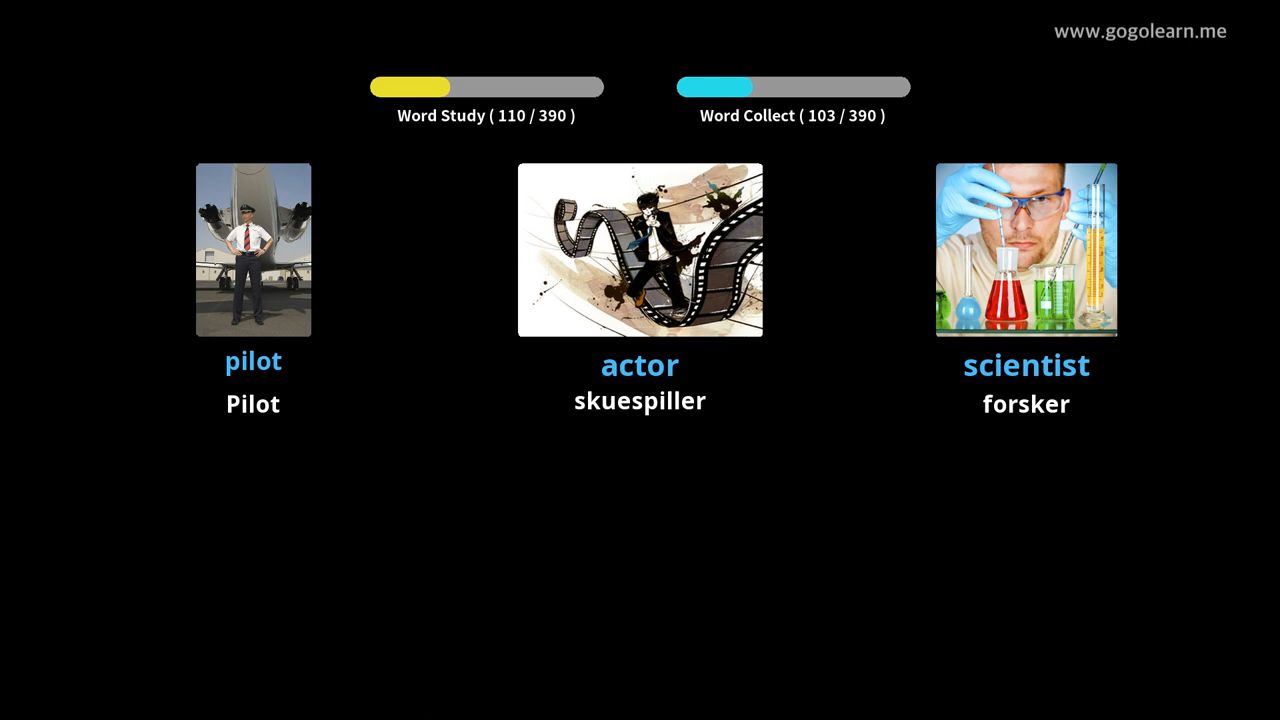 www.gogolearn.me
Word Study ( 110 / 390 )
Word Collect ( 103 / 390 )
pilot
Pilot
actor
skuespiller
scientist
forsker